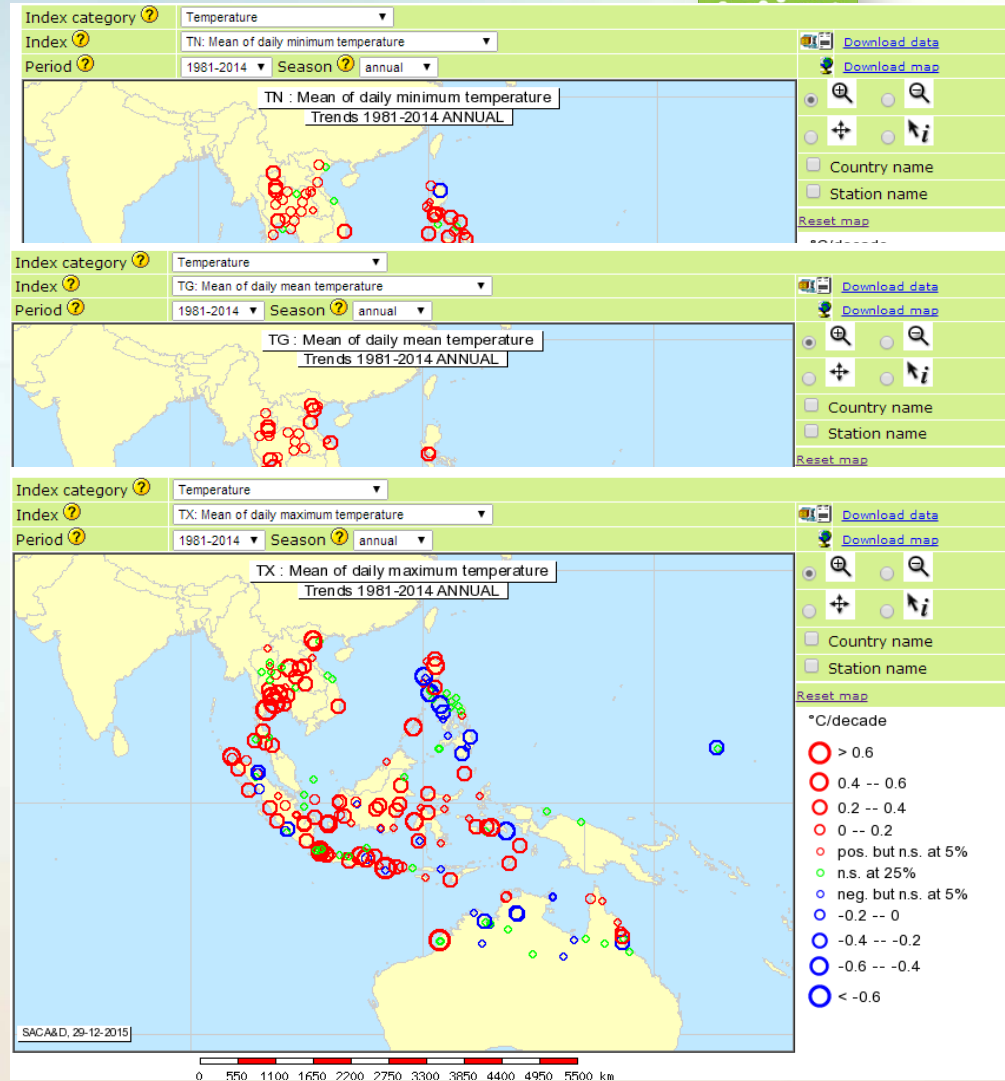 Index category ?
Temperature
Index ?
TN: Mean of daily minimum temperature
Download data
Period ?
1981-2014
Season ?
annual
Download map
TN : Mean of daily minimum temperature
Trends 1981-2014 ANNUAL
Country name
Station name
Reset map
Index category ?
Temperature
Index ?
TG: Mean of daily mean temperature
Download data
Period ?
1981-2014
Season ?
annual
Download map
TG : Mean of daily mean temperature
Trends 1981-2014 ANNUAL
Country name
Station name
Reset map
Index category ?
Temperature
Index ?
TX: Mean of daily maximum temperature
Download data
Period ?
1981-2014
Season ?
annual
Download map
TX : Mean of daily maximum temperature
Trends 1981-2014 ANNUAL
Country name
Station name
Reset map
°C/decade
> 0.6
0.4 -- 0.6
0.2 -- 0.4
0 -- 0.2
pos. but n.s. at 5%
n.s. at 25%
neg. but n.s. at 5%
-0.2 -- 0
-0.4 -- -0.2
-0.6 -- -0.4
< -0.6
SACA&D, 29-12-2015
0 550 1100 1650 2200 2750 3300 3850 4400 4950 5500 km